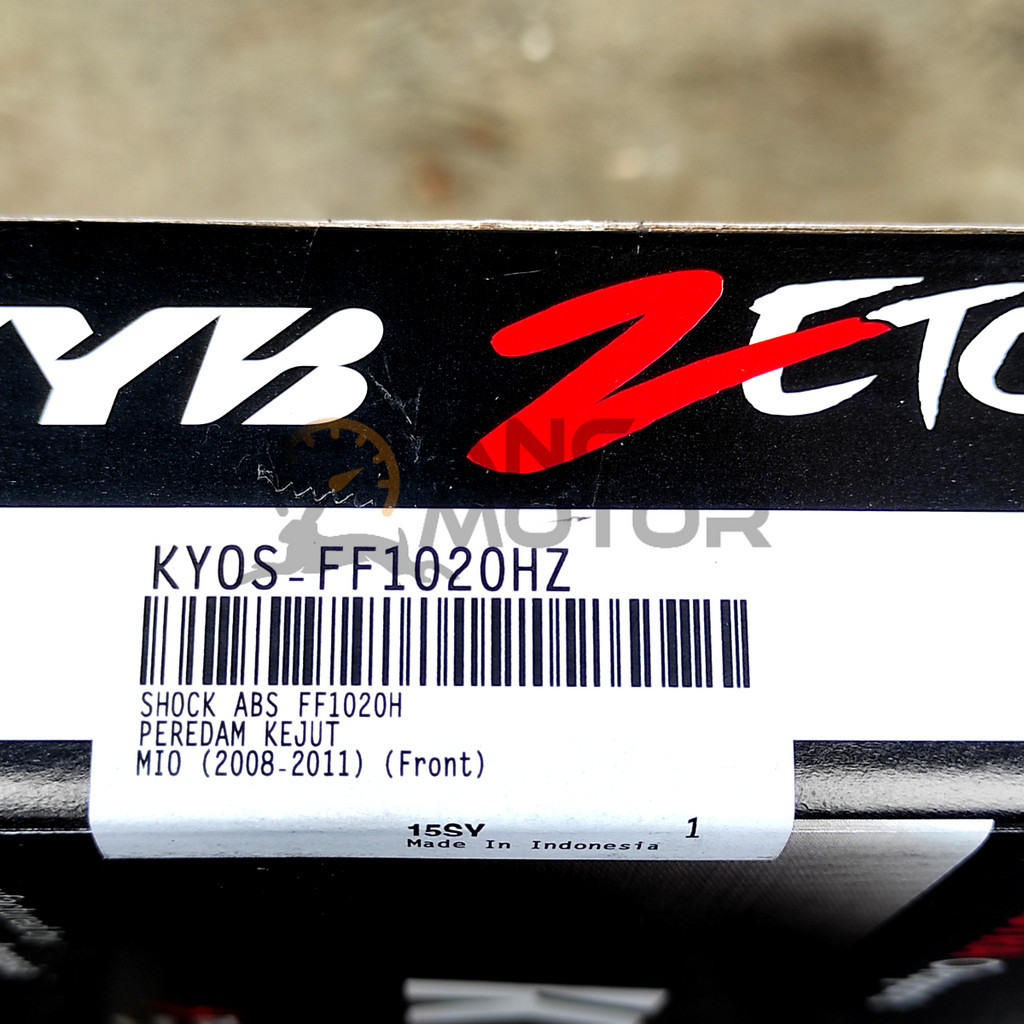 YB ZETO
ANG
MOTOR
KYOS-FF1020HZ
SHOCK ABS FF1020H
PEREDAM KEJUT
MIO (2008-2011) (Front)
15SY 1
Made In Indonesia